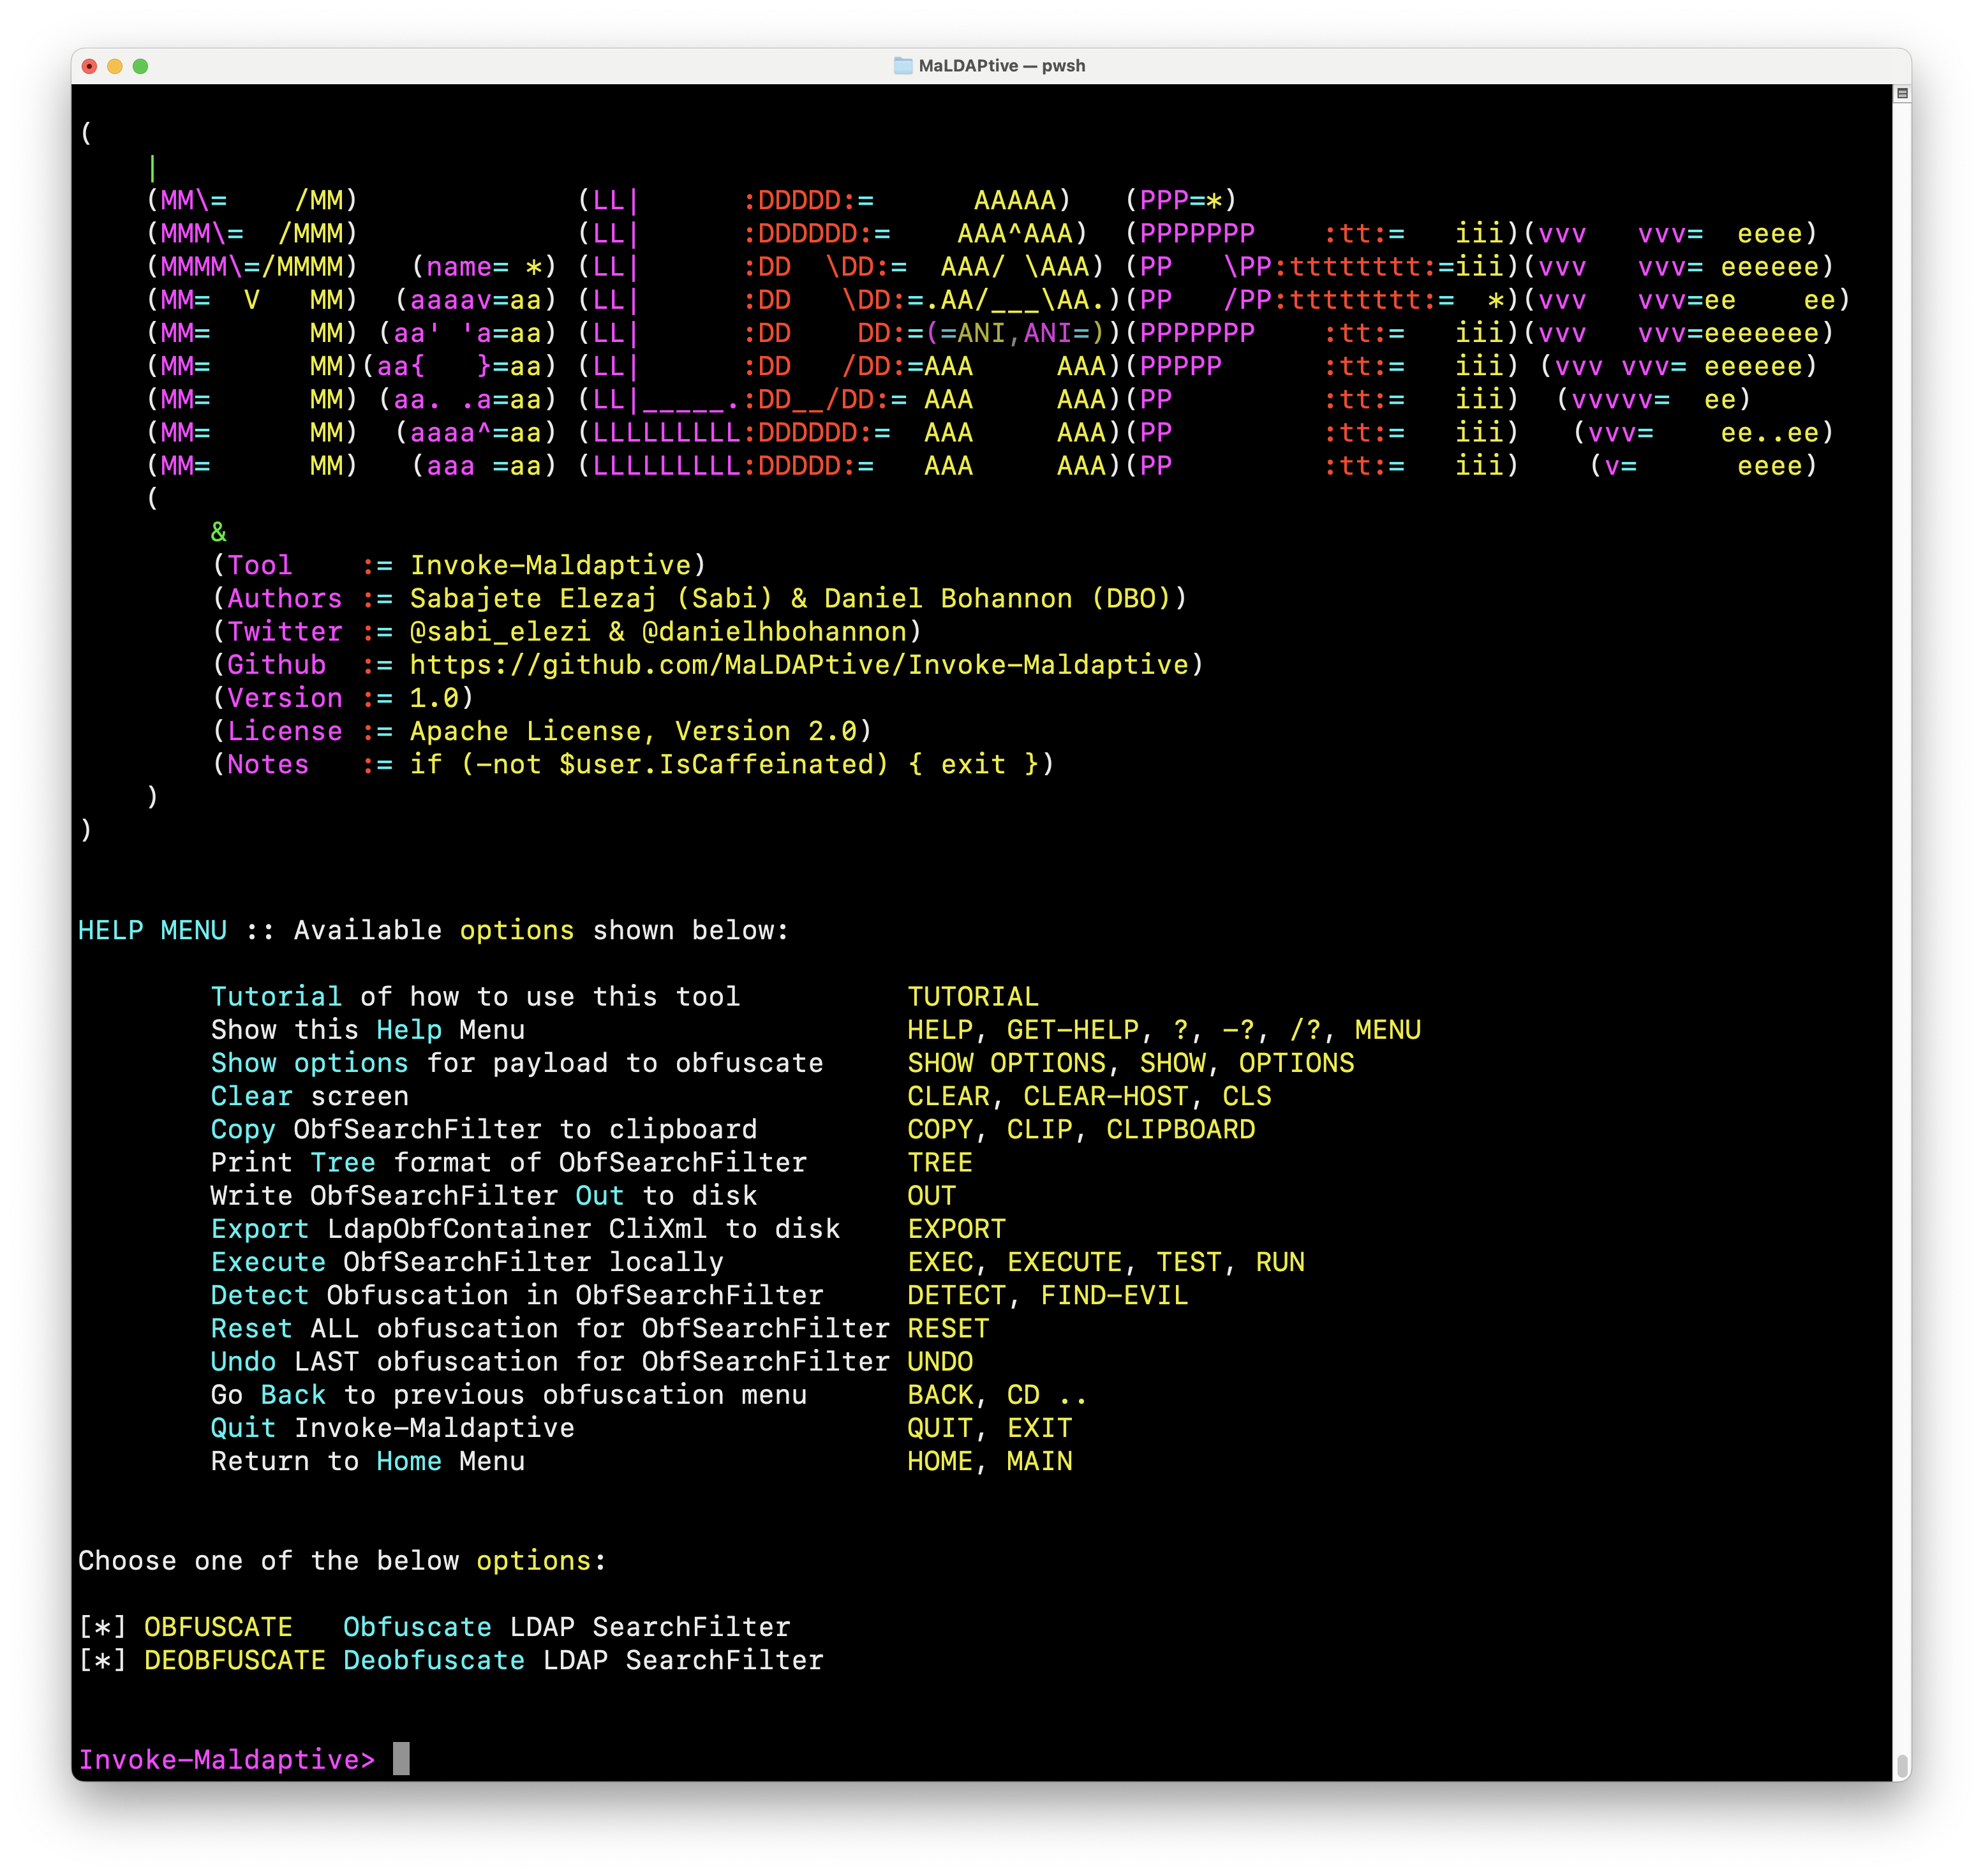 MaLDAPtive — pwsh
(
    |
    (MM\=    /MM)             (LL|      :DDDDD:=      AAAAA)   (PPP=*)
    (MMM\=  /MMM)             (LL|      :DDDDDD:=    AAA^AAA)  (PPPPPPP    :tt:=   iii)(vvv   vvv=  eeee)
    (MMMM\=/MMMM)   (name= *) (LL|      :DD  \DD:=  AAA/ \AAA) (PP   \PP:tttttttt:=iii)(vvv   vvv= eeeeee)
    (MM=  V   MM)  (aaaav=aa) (LL|      :DD   \DD:=.AA/___\AA.)(PP   /PP:tttttttt:=  *)(vvv   vvv=ee    ee)
    (MM=      MM) (aa' 'a=aa) (LL|      :DD    DD:=(=ANI,ANI=))(PPPPPPP    :tt:=   iii)(vvv   vvv=eeeeeee)
    (MM=      MM)(aa{   }=aa) (LL|      :DD   /DD:=AAA     AAA)(PPPPP      :tt:=   iii) (vvv vvv= eeeeee)
    (MM=      MM) (aa. .a=aa) (LL|_____.:DD__/DD:= AAA     AAA)(PP         :tt:=   iii)  (vvvvv=  ee)
    (MM=      MM)  (aaaa^=aa) (LLLLLLLLL:DDDDDD:=  AAA     AAA)(PP         :tt:=   iii)   (vvv=    ee..ee)
    (MM=      MM)   (aaa =aa) (LLLLLLLLL:DDDDD:=   AAA     AAA)(PP         :tt:=   iii)    (v=      eeee)
    (
        &
        (Tool    := Invoke-Maldaptive)
        (Authors := Sabajete Elezaj (Sabi) & Daniel Bohannon (DBO))
        (Twitter := @sabi_elezi & @danielhbohannon)
        (Github  := https://github.com/MaLDAPtive/Invoke-Maldaptive)
        (Version := 1.0)
        (License := Apache License, Version 2.0)
        (Notes   := if (-not $user.IsCaffeinated) { exit })
    )
)
HELP MENU :: Available options shown below:
        Tutorial of how to use this tool          TUTORIAL
        Show this Help Menu                       HELP, GET-HELP, ?, -?, /?, MENU
        Show options for payload to obfuscate     SHOW OPTIONS, SHOW, OPTIONS
        Clear screen                              CLEAR, CLEAR-HOST, CLS
        Copy ObfSearchFilter to clipboard         COPY, CLIP, CLIPBOARD
        Print Tree format of ObfSearchFilter      TREE
        Write ObfSearchFilter Out to disk         OUT
        Export LdapObfContainer CliXml to disk    EXPORT
        Execute ObfSearchFilter locally           EXEC, EXECUTE, TEST, RUN
        Detect Obfuscation in ObfSearchFilter     DETECT, FIND-EVIL
        Reset ALL obfuscation for ObfSearchFilter RESET
        Undo LAST obfuscation for ObfSearchFilter UNDO
        Go Back to previous obfuscation menu      BACK, CD ..
        Quit Invoke-Maldaptive                    QUIT, EXIT
        Return to Home Menu                       HOME, MAIN
Choose one of the below options:
[*] OBFUSCATE   Obfuscate LDAP SearchFilter
[*] DEOBFUSCATE Deobfuscate LDAP SearchFilter
Invoke-Maldaptive>